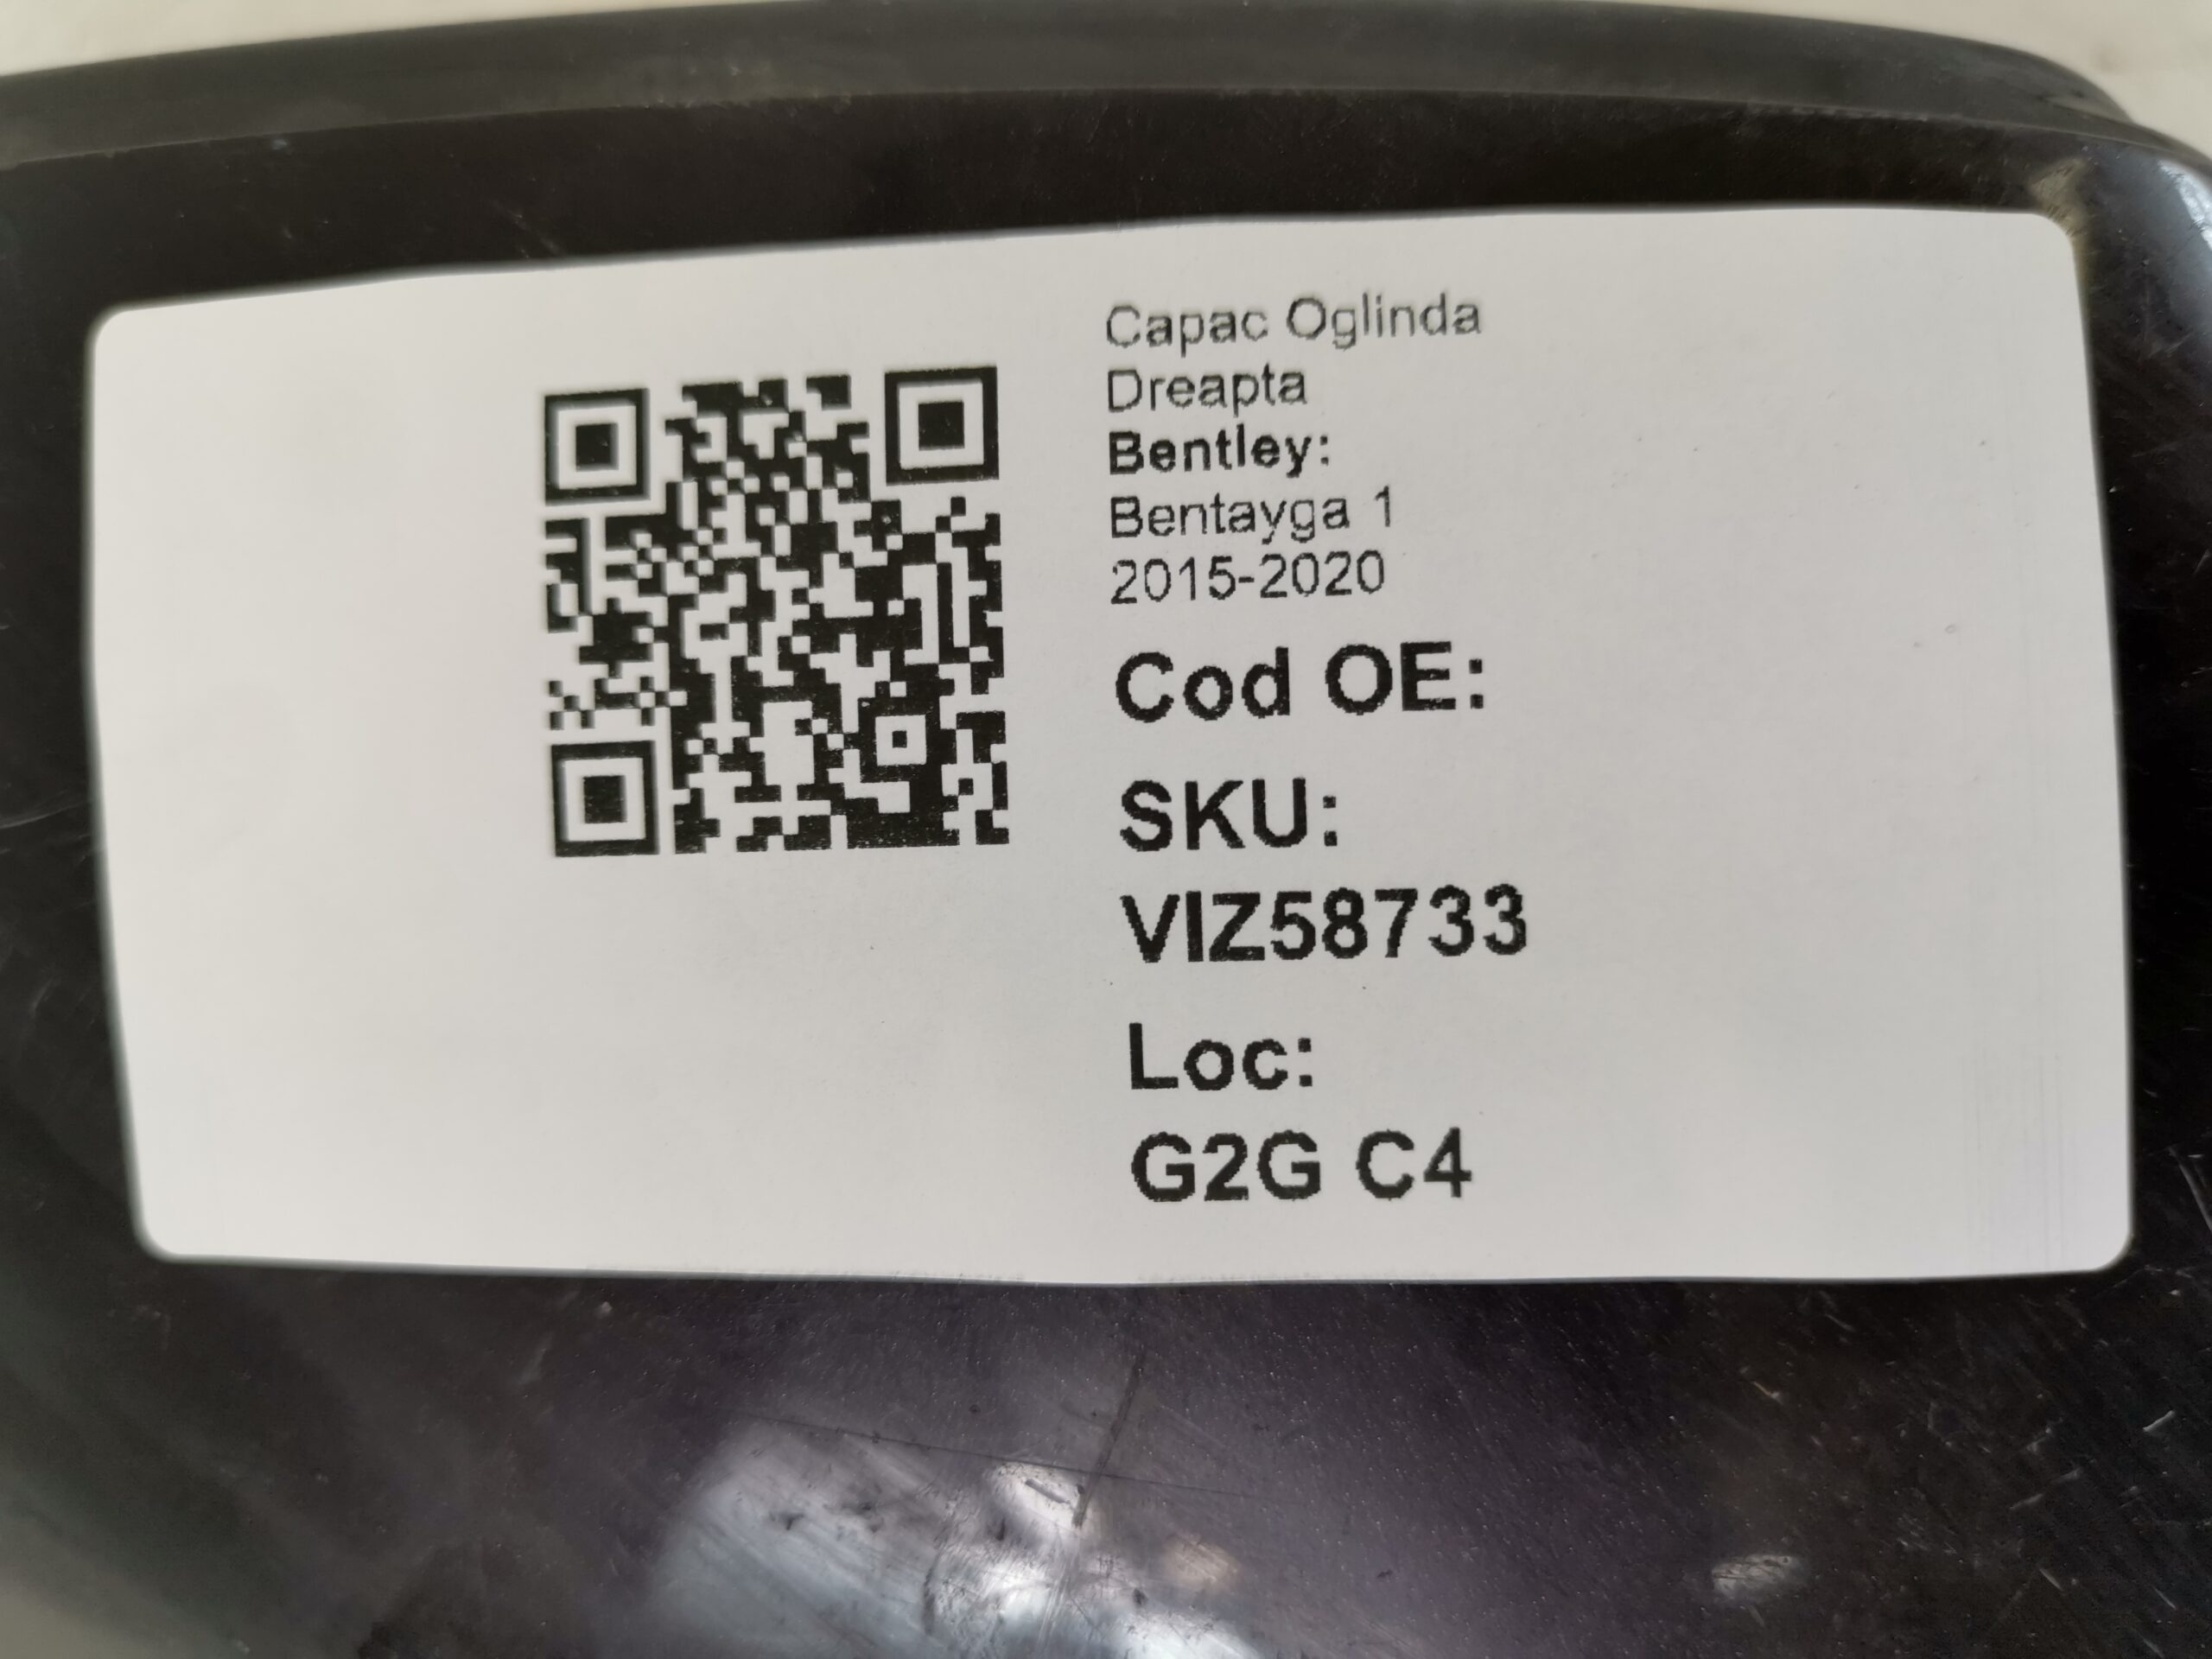 Capac Oglinda
Dreapta
Bentley:
Bentayga 1
2015-2020
Cod OE:
SKU:
VIZ58733
Loc:
G2G C4